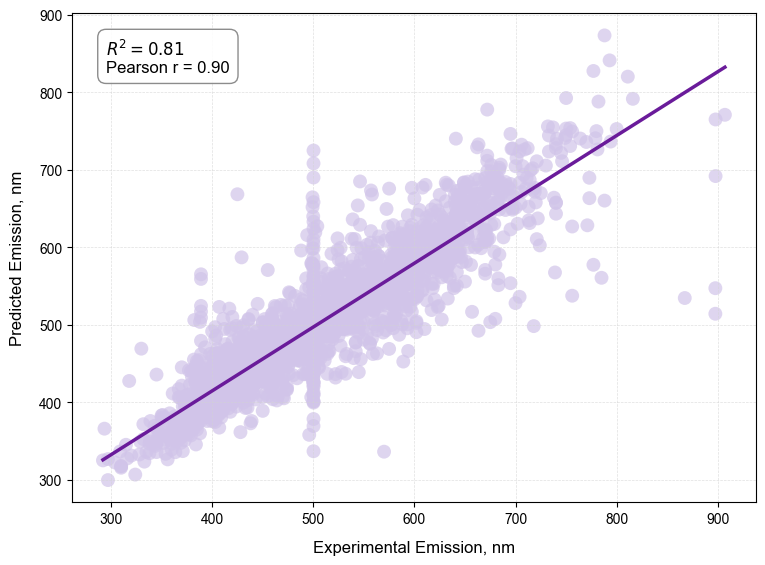 900
800
700
600
500
400
300
Predicted Emission, nm
R² = 0.81
Pearson r = 0.90
300 400 500 600 700 800 900
Experimental Emission, nm